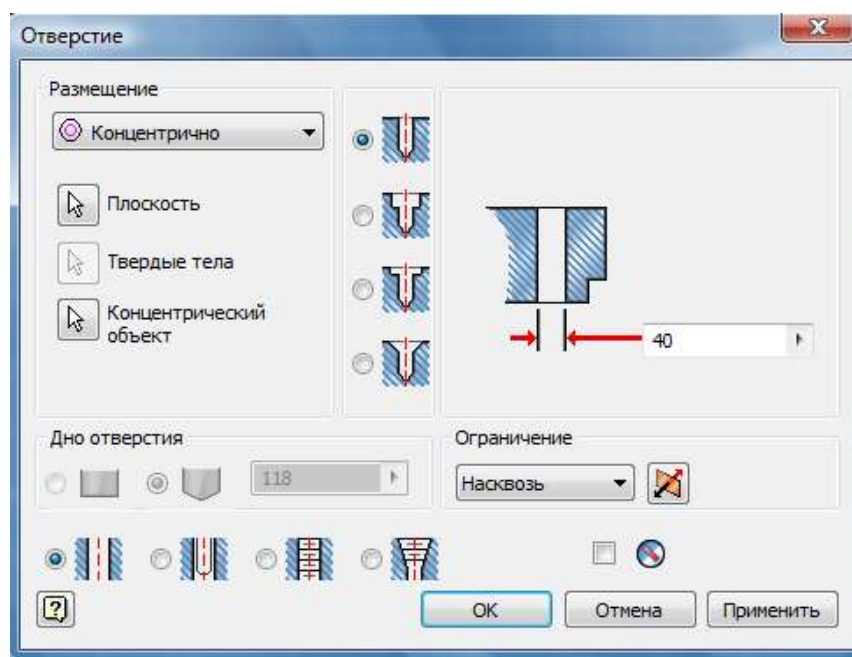 Отверстие
Размещение
Концентрично
Плоскость
Твердые тела
Концентрический
объект
40
Дно отверстия
118
Ограничение
Насквозь
OK
Отмена
Применить